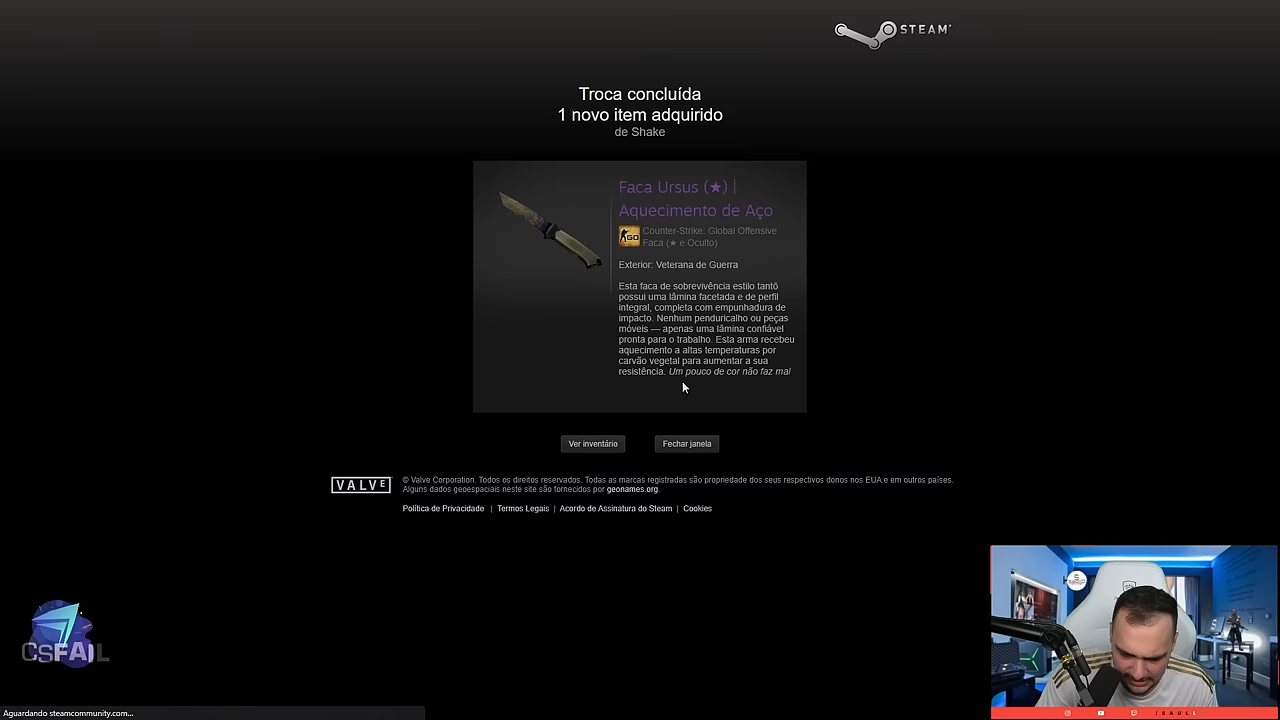 STEAM
Troca concluída
1 novo item adquirido
de Shake
Faca Ursus (★) |
Aquecimento de Aço
GO
Counter-Strike: Global Offensive
Faca (★ e Oculto)
Exterior: Veterana de Guerra
Esta faca de sobrevivência estilo tantō
possui uma lâmina facetada e de perfil
integral, completa com empunhadura de
impacto. Nenhum penduricalho ou peças
móveis — apenas uma lâmina confiável
pronta para o trabalho. Esta arma recebeu
aquecimento a altas temperaturas por
carvão vegetal para aumentar a sua
resistência. Um pouco de cor não faz mal
Ver inventário
Fechar janela
VALVE
© Valve Corporation. Todos os direitos reservados. Todas as marcas registradas são propriedade dos seus respectivos donos nos EUA e em outros países.
Alguns dados geoespaciais neste site são fornecidos por geonames.org.
Política de Privacidade | Termos Legais | Acordo de Assinatura do Steam | Cookies
CSFAIL
Aguardando steamcommunity.com...